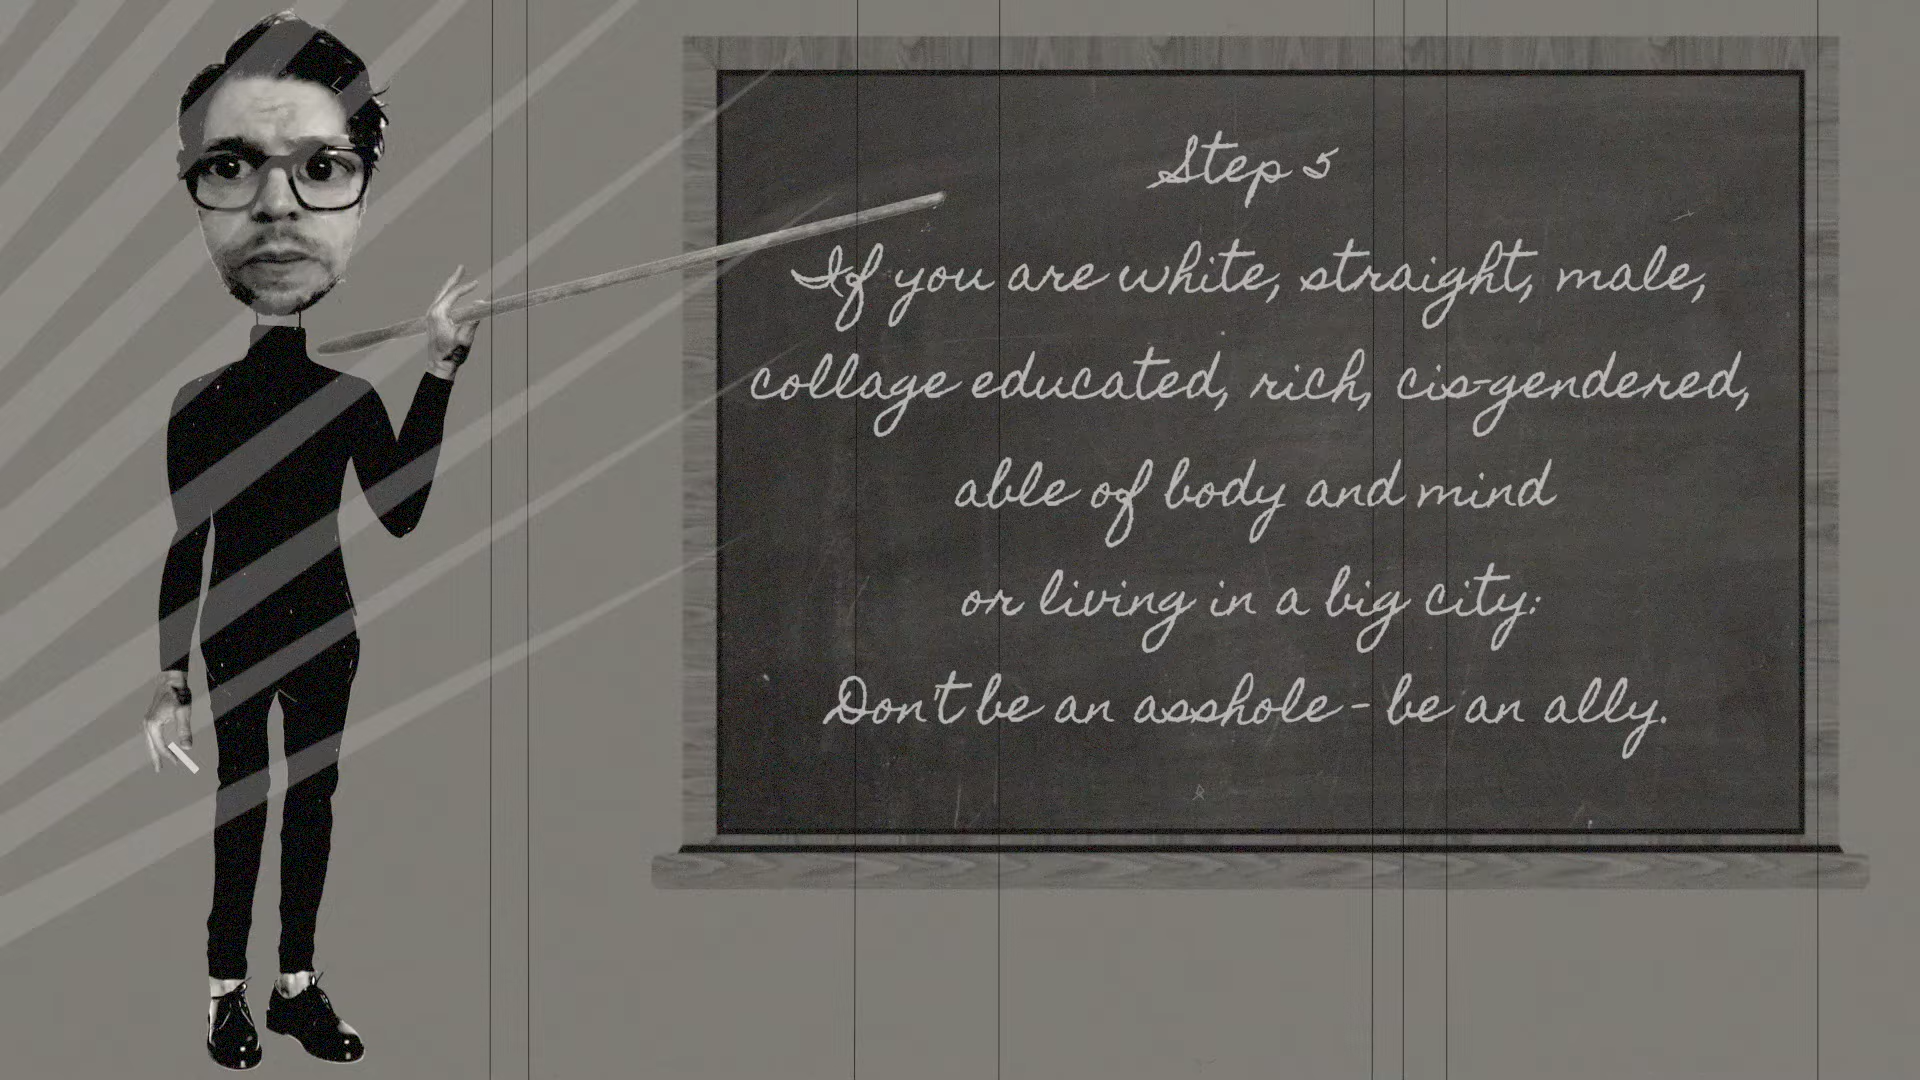 Step 5
If you are white, straight, male,
collage educated, rich, cis-gendered,
able of body and mind
or living in a big city:
Don't be an asshole - be an ally.